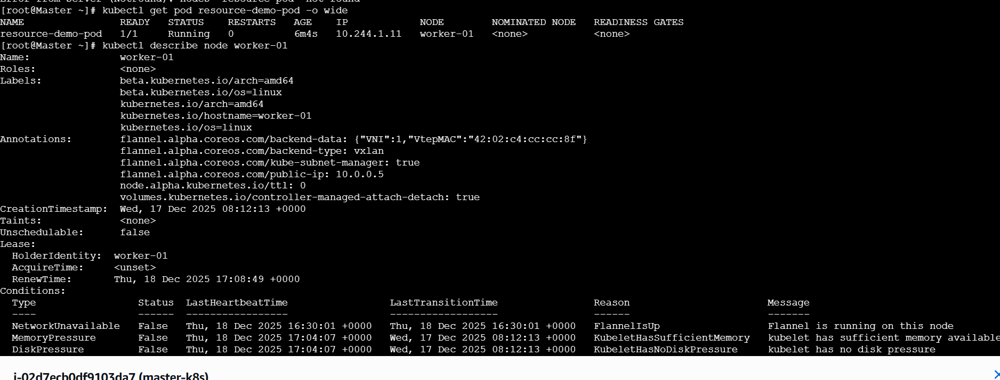 Error from server (NotFound): nodes "resource-pod" not found
[root@Master ~]# kubectl get pod resource-demo-pod -o wide
NAME                READY   STATUS    RESTARTS   AGE    IP            NODE        NOMINATED NODE   READINESS GATES
resource-demo-pod   1/1     Running   0          6m4s   10.244.1.11   worker-01   <none>           <none>
[root@Master ~]# kubectl describe node worker-01
Name:               worker-01
Roles:              <none>
Labels:             beta.kubernetes.io/arch=amd64
                    beta.kubernetes.io/os=linux
                    kubernetes.io/arch=amd64
                    kubernetes.io/hostname=worker-01
                    kubernetes.io/os=linux
Annotations:        flannel.alpha.coreos.com/backend-data: {"VNI":1,"VtepMAC":"42:02:c4:cc:cc:8f"}
                    flannel.alpha.coreos.com/backend-type: vxlan
                    flannel.alpha.coreos.com/kube-subnet-manager: true
                    flannel.alpha.coreos.com/public-ip: 10.0.0.5
                    node.alpha.kubernetes.io/ttl: 0
                    volumes.kubernetes.io/controller-managed-attach-detach: true
CreationTimestamp:  Wed, 17 Dec 2025 08:12:13 +0000
Taints:             <none>
Unschedulable:      false
Lease:
  HolderIdentity:  worker-01
  AcquireTime:     <unset>
  RenewTime:       Thu, 18 Dec 2025 17:08:49 +0000
Conditions:
  Type                 Status  LastHeartbeatTime                 LastTransitionTime                Reason                       Message
  ----                 ------  -----------------                 ------------------                ------                       -------
  NetworkUnavailable   False   Thu, 18 Dec 2025 16:30:01 +0000   Thu, 18 Dec 2025 16:30:01 +0000   FlannelIsUp                  Flannel is running on this node
  MemoryPressure       False   Thu, 18 Dec 2025 17:04:07 +0000   Wed, 17 Dec 2025 08:12:13 +0000   KubeletHasSufficientMemory   kubelet has sufficient memory available
  DiskPressure         False   Thu, 18 Dec 2025 17:04:07 +0000   Wed, 17 Dec 2025 08:12:13 +0000   KubeletHasNoDiskPressure     kubelet has no disk pressure
i-02d7ecb0df9103da7 (master-k8s)